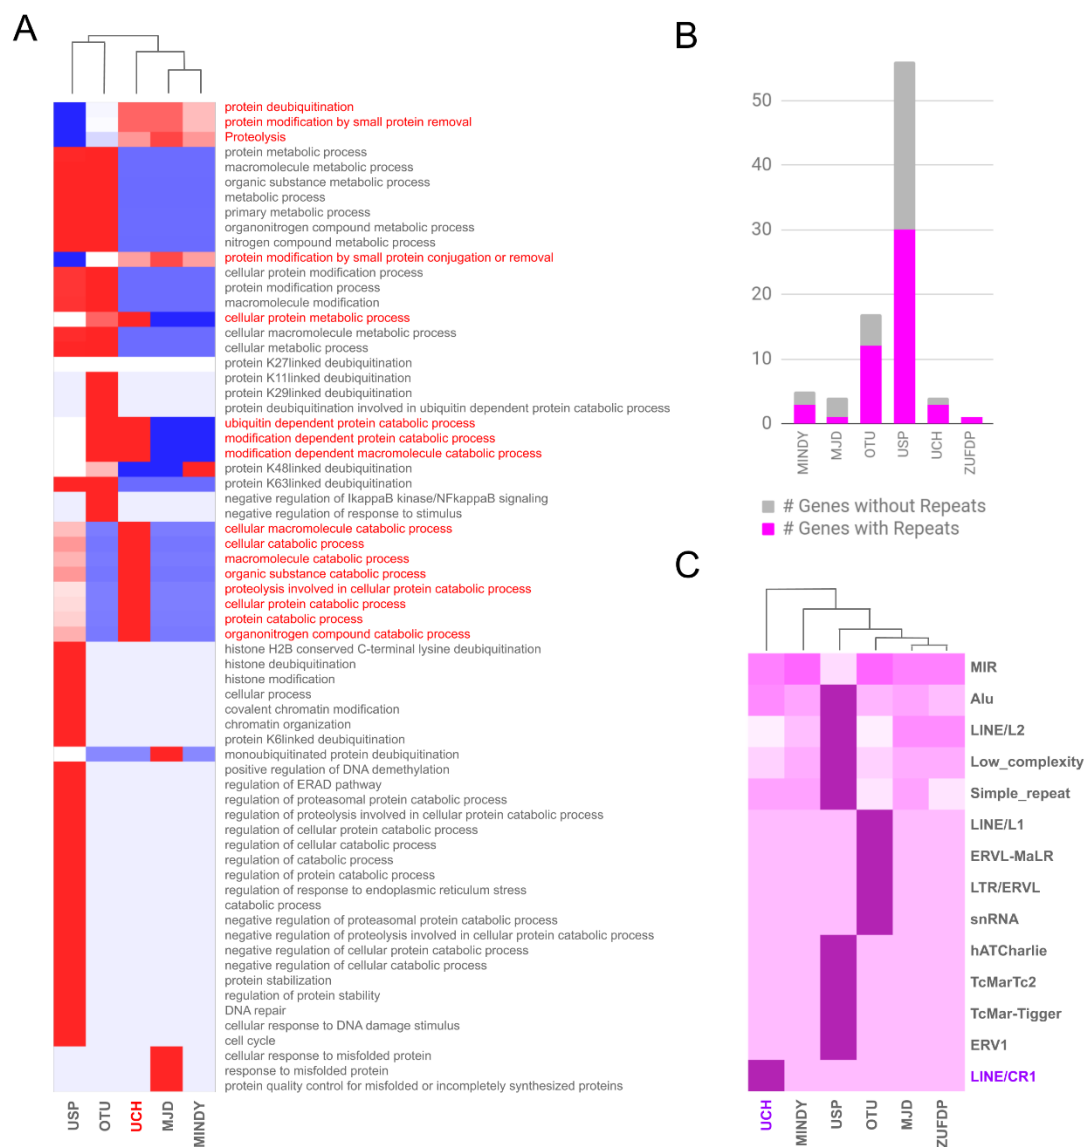 A
protein deubiquitination
protein modification by small protein removal
Proteolysis
protein metabolic process
macromolecule metabolic process
organic substance metabolic process
metabolic process
primary metabolic process
organonitrogen compound metabolic process
nitrogen compound metabolic process
protein modification by small protein conjugation or removal
cellular protein modification process
protein modification process
macromolecule modification
cellular protein metabolic process
cellular macromolecule metabolic process
cellular metabolic process
protein K27linked deubiquitination
protein K11linked deubiquitination
protein K29linked deubiquitination
protein deubiquitination involved in ubiquitin dependent protein catabolic process
ubiquitin dependent protein catabolic process
modification dependent protein catabolic process
modification dependent macromolecule catabolic process
protein K48linked deubiquitination
protein K63linked deubiquitination
negative regulation of IkappaB kinase/NFkappaB signaling
negative regulation of response to stimulus
cellular macromolecule catabolic process
cellular catabolic process
macromolecule catabolic process
organic substance catabolic process
proteolysis involved in cellular protein catabolic process
cellular protein catabolic process
protein catabolic process
organonitrogen compound catabolic process
histone H2B conserved C-terminal lysine deubiquitination
histone deubiquitination
histone modification
cellular process
covalent chromatin modification
chromatin organization
protein K6linked deubiquitination
monoubiquitinated protein deubiquitination
positive regulation of DNA demethylation
regulation of ERAD pathway
regulation of proteasomal protein catabolic process
regulation of proteolysis involved in cellular protein catabolic process
regulation of cellular protein catabolic process
regulation of cellular catabolic process
regulation of catabolic process
regulation of protein catabolic process
regulation of response to endoplasmic reticulum stress
catabolic process
negative regulation of proteasomal protein catabolic process
negative regulation of proteolysis involved in cellular protein catabolic process
negative regulation of cellular protein catabolic process
negative regulation of cellular catabolic process
protein stabilization
regulation of protein stability
DNA repair
cellular response to DNA damage stimulus
cell cycle
cellular response to misfolded protein
response to misfolded protein
protein quality control for misfolded or incompletely synthesized proteins
USP
OTU
UCH
MJD
MINDY
B
50
40
30
20
10
0
MINDY
MJD
OTU
USP
UCH
ZUFDP
# Genes without Repeats
# Genes with Repeats
C
MIR
Alu
LINE/L2
Low_complexity
Simple_repeat
LINE/L1
ERVL-MaLR
LTR/ERVL
snRNA
hATCharlie
TcMarTc2
TcMar-Tigger
ERV1
LINE/CR1
UCH
MINDY
USP
OTU
MJD
ZUFDP